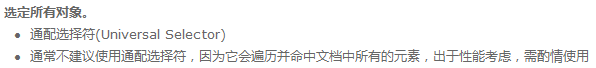 选定所有对象。
通配选择符(Universal Selector)
通常不建议使用通配选择符，因为它会遍历并命中文档中所有的元素，出于性能考虑，需酌情使用